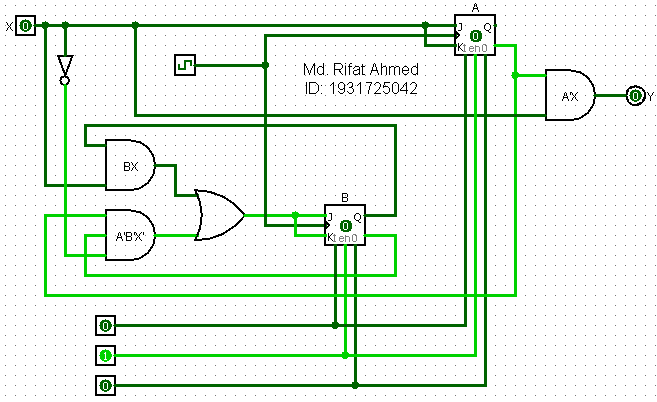 A
X 0
J Q
0
K en 0
Md. Rifat Ahmed
ID: 1931725042
A'X
0 Y
BX
B
A'B'X'
J Q
0
K en 0
0
1
0